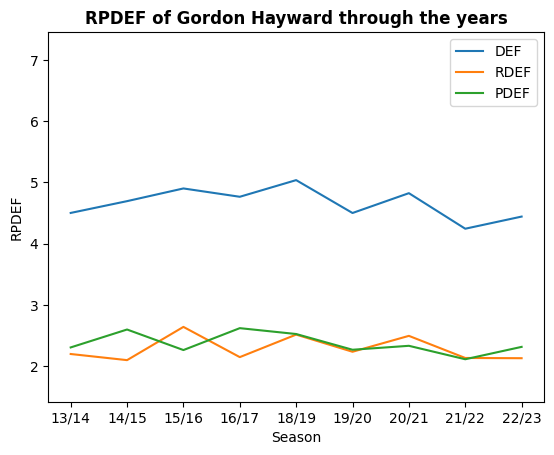 RPDEF of Gordon Hayward through the years
DEF
RDEF
PDEF
7
6
5
4
3
2
RPDEF
13/14 14/15 15/16 16/17 18/19 19/20 20/21 21/22 22/23
Season